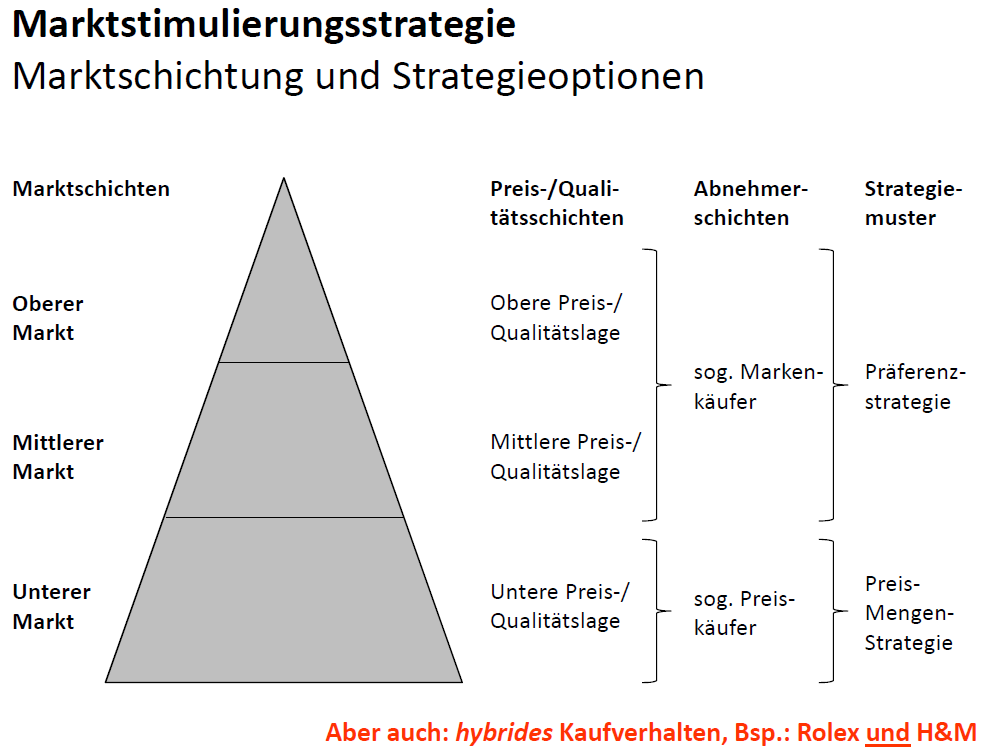 Marktstimulierungsstrategie
Marktschichtung und Strategieoptionen
Marktschichten
Preis-/Quali-
tätsschichten
Abnehmer-
schichten
Strategie-
muster
Oberer
Markt
Obere Preis-/
Qualitätslage
sog. Marken-
käufer
Präferenz-
strategie
Mittlerer
Markt
Mittlere Preis-/
Qualitätslage
Unterer
Markt
Untere Preis-/
Qualitätslage
sog. Preis-
käufer
Preis-
Mengen-
Strategie
Aber auch: hybrides Kaufverhalten, Bsp.: Rolex und H&M